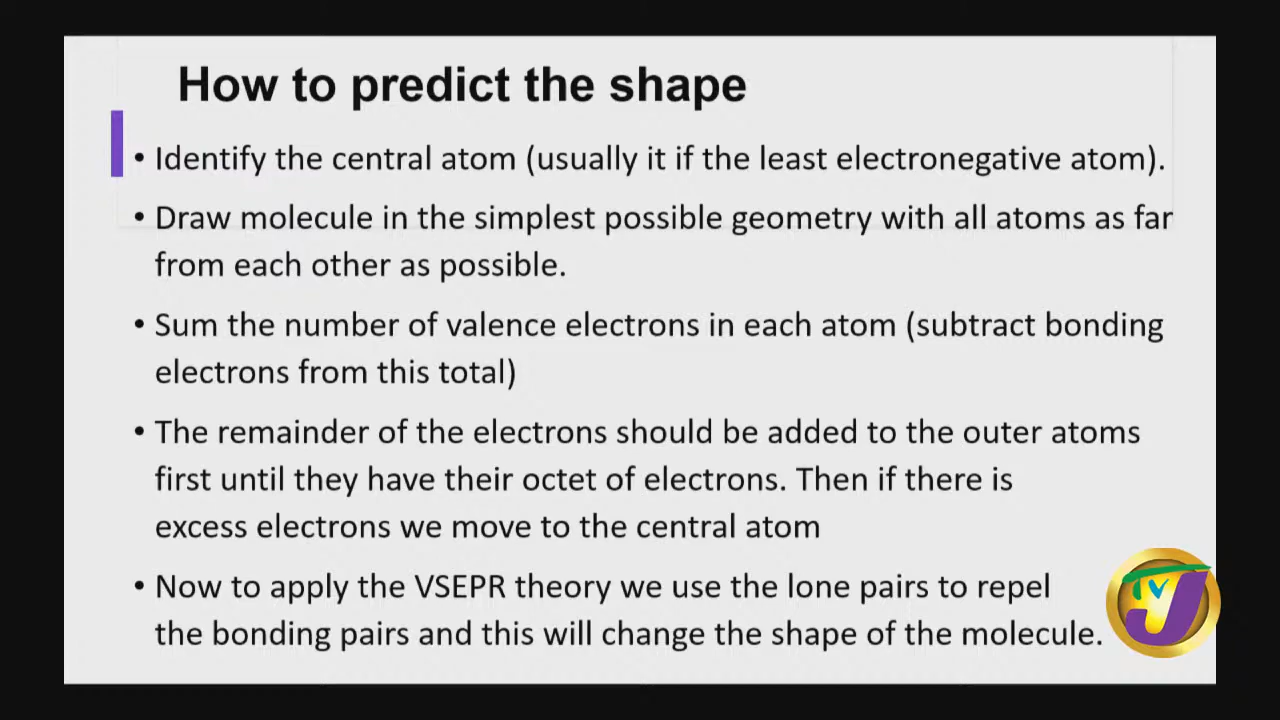 How to predict the shape
• Identify the central atom (usually it if the least electronegative atom).
• Draw molecule in the simplest possible geometry with all atoms as far
from each other as possible.
• Sum the number of valence electrons in each atom (subtract bonding
electrons from this total)
• The remainder of the electrons should be added to the outer atoms
first until they have their octet of electrons. Then if there is
excess electrons we move to the central atom
• Now to apply the VSEPR theory we use the lone pairs to repel
the bonding pairs and this will change the shape of the molecule.
TVJ